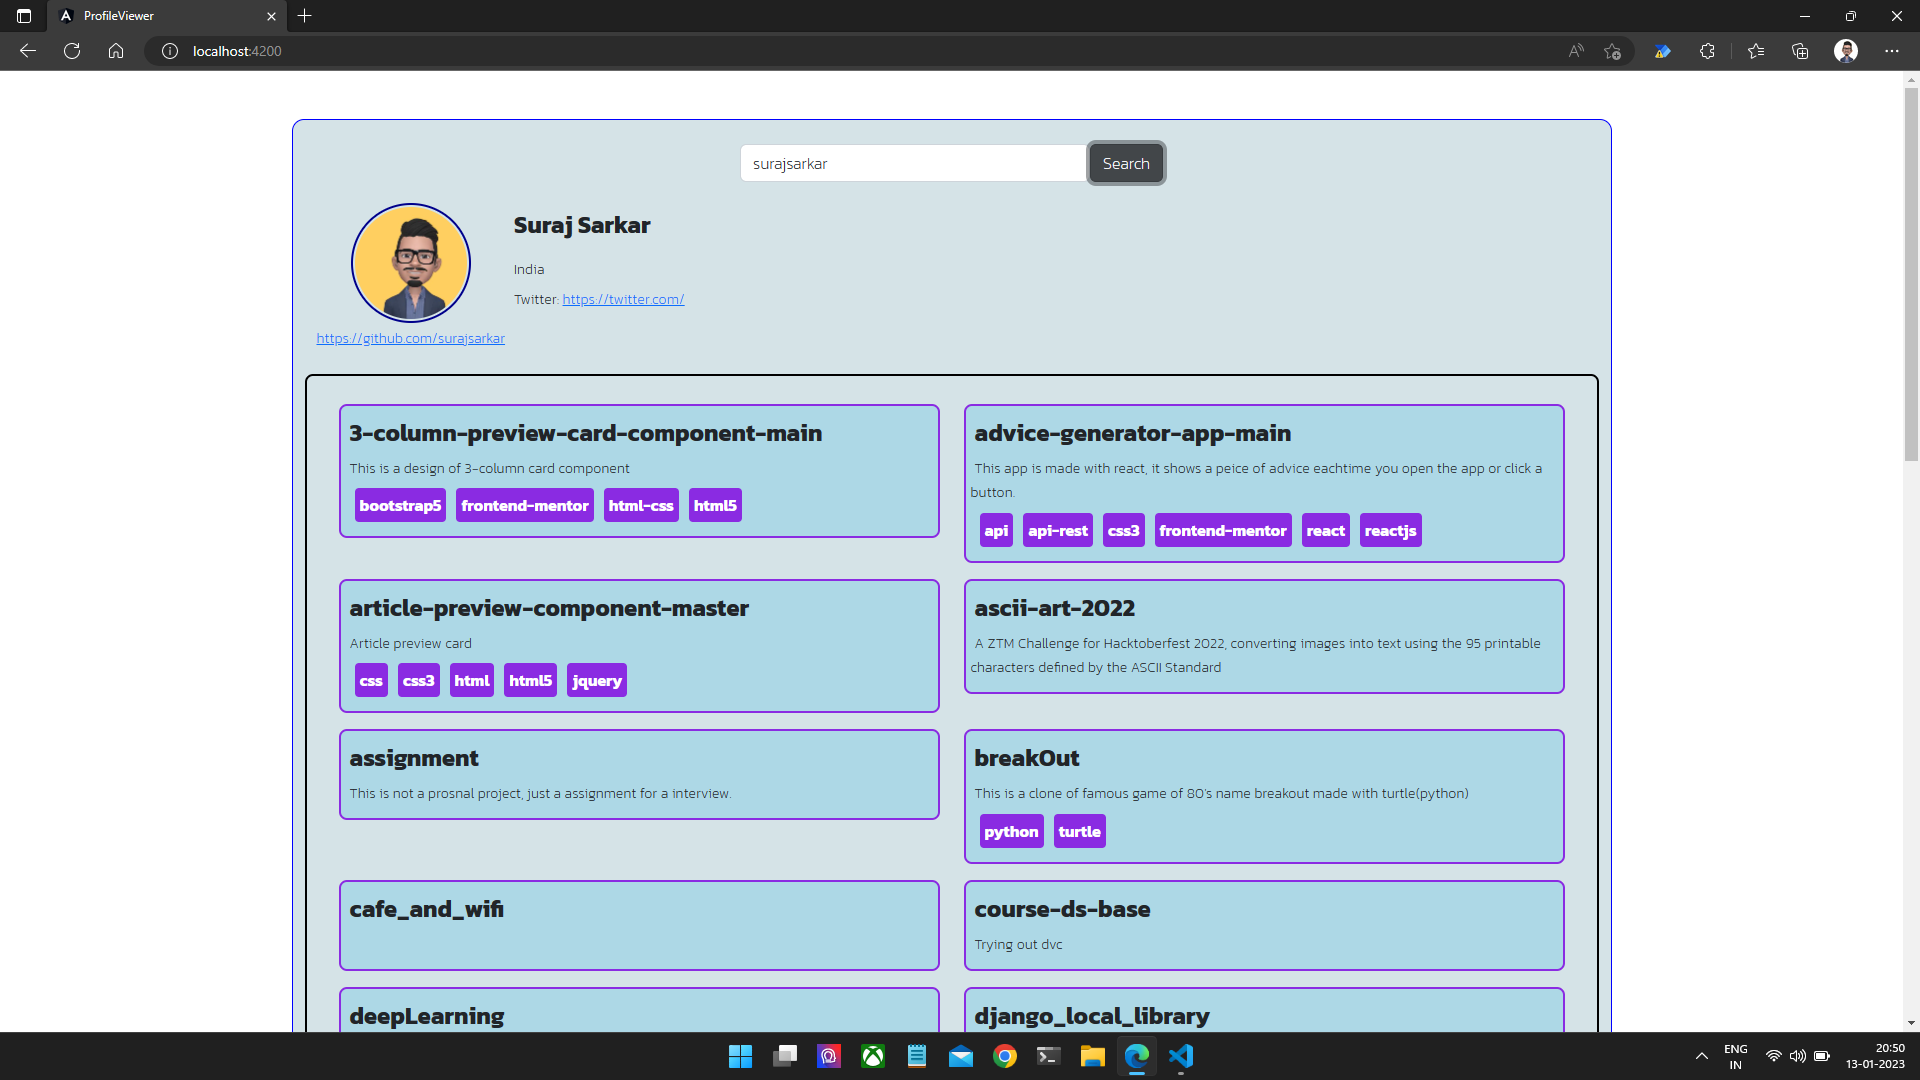 ProfileViewer
localhost:4200
surajsarkar
Search
Suraj Sarkar
India
Twitter: https://twitter.com/
https://github.com/surajsarkar
3-column-preview-card-component-main
This is a design of 3-column card component
bootstrap5 frontend-mentor html-css html5
advice-generator-app-main
This app is made with react, it shows a peice of advice eachtime you open the app or click a
button.
api api-rest css3 frontend-mentor react reactjs
article-preview-component-master
Article preview card
css css3 html html5 jquery
ascii-art-2022
A ZTM Challenge for Hacktoberfest 2022, converting images into text using the 95 printable
characters defined by the ASCII Standard
assignment
This is not a prosnal project, just a assignment for a interview.
breakOut
This is a clone of famous game of 80's name breakout made with turtle(python)
python turtle
cafe_and_wifi
course-ds-base
Trying out dvc
deepLearning
django_local_library
ENG
IN
20:50
13-01-2023